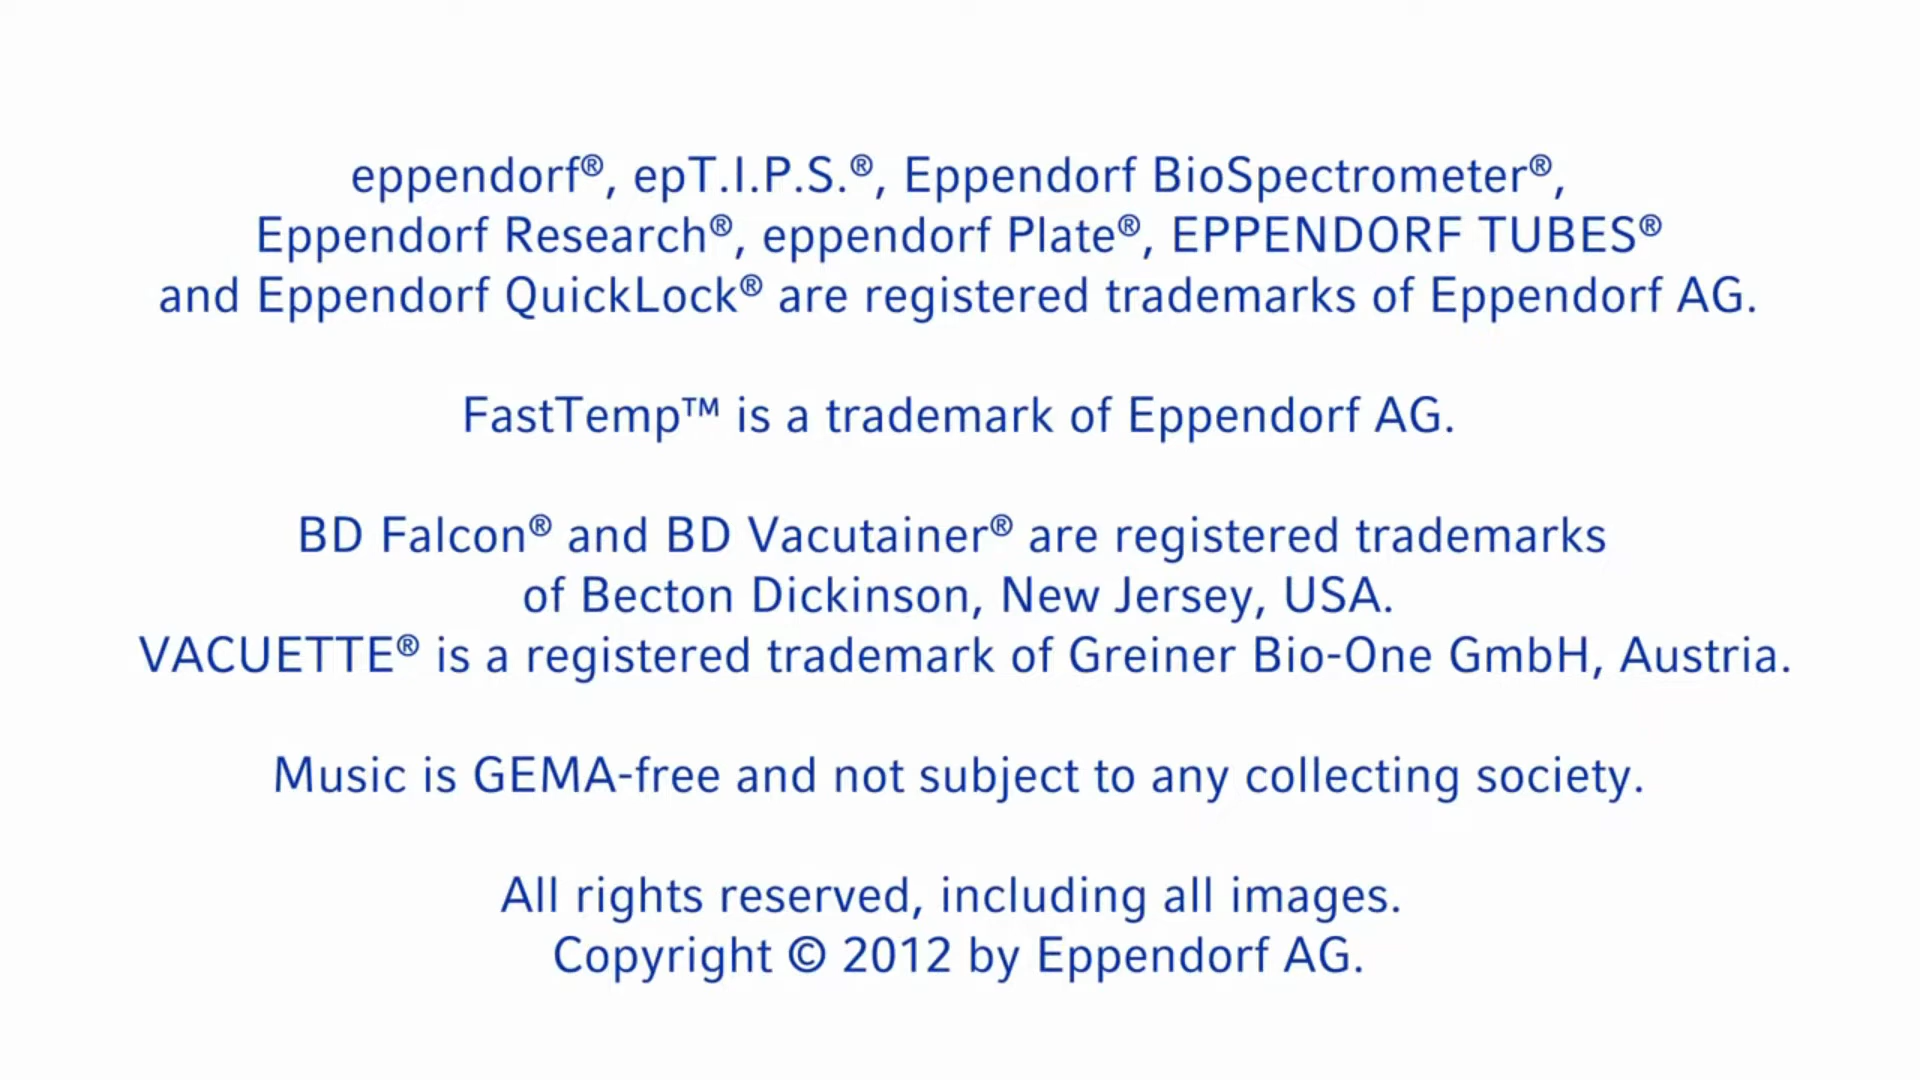 eppendorf®, epT.I.P.S.®, Eppendorf BioSpectrometer®,
Eppendorf Research®, eppendorf Plate®, EPPENDORF TUBES®
and Eppendorf QuickLock® are registered trademarks of Eppendorf AG.
FastTemp™ is a trademark of Eppendorf AG.
BD Falcon® and BD Vacutainer® are registered trademarks
of Becton Dickinson, New Jersey, USA.
VACUETTE® is a registered trademark of Greiner Bio-One GmbH, Austria.
Music is GEMA-free and not subject to any collecting society.
All rights reserved, including all images.
Copyright © 2012 by Eppendorf AG.